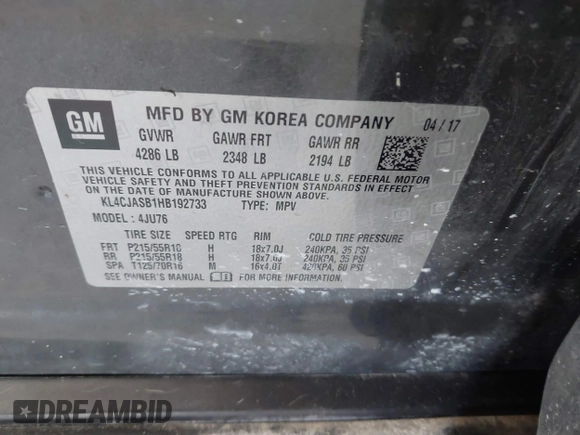 GM
MFD BY GM KOREA COMPANY 04/17
GVWR GAWR FRT GAWR RR
4286 LB 2348 LB 2194 LB
THIS VEHICLE CONFORMS TO ALL APPLICABLE U.S. FEDERAL MOTOR
VEHICLE SAFETY AND THEFT PREVENTION STANDARDS IN EFFECT
ON THE DATE OF MANUFACTURE SHOWN ABOVE.
KL4CJASB1HB192733 TYPE: MPV
MODEL: 4JU76
TIRE SIZE SPEED RTG RIM COLD TIRE PRESSURE
FRT P215/55R18 H 18x7.0J 240KPA, 35 PSI
RR P215/55R18 H 18x7.0J 240KPA, 35 PSI
SPA T125/70R16 M 16x4.0T 420KPA, 60 PSI
SEE OWNER'S MANUAL FOR MORE INFORMATION.
DREAMBID